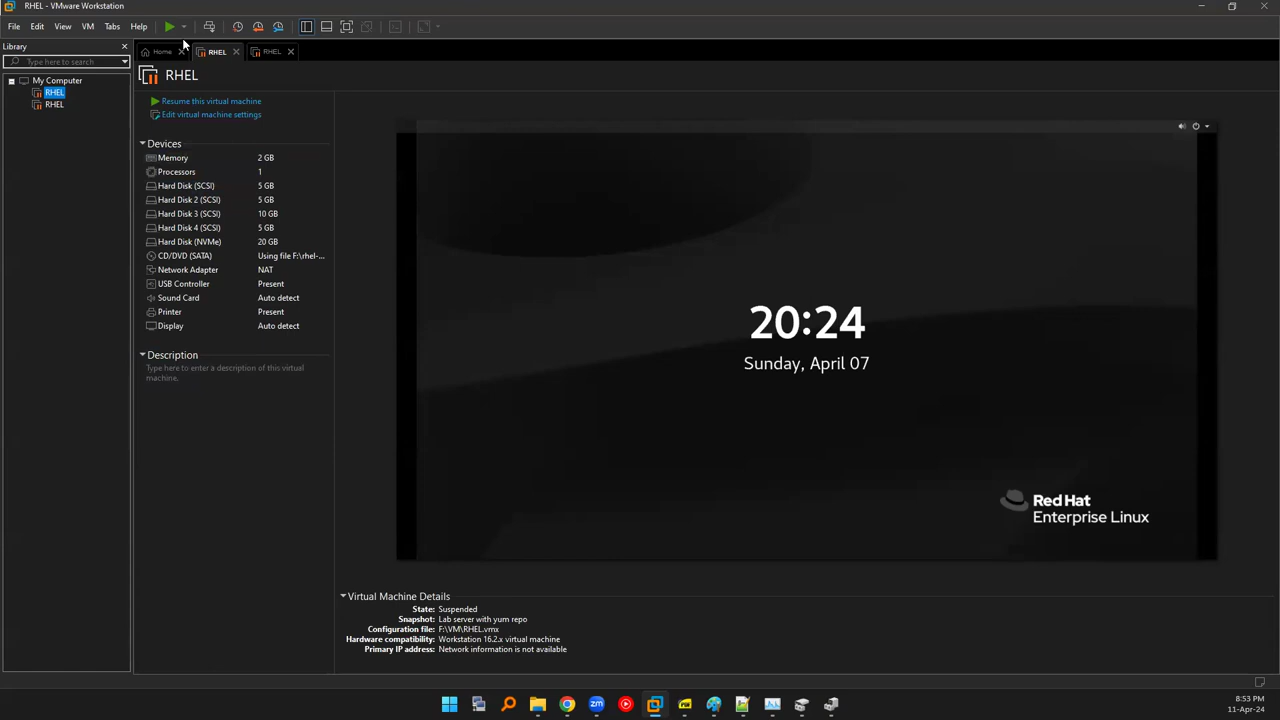 RHEL - VMware Workstation
File Edit View VM Tabs Help
Library
Type here to search
My Computer
RHEL
RHEL
Home
RHEL
RHEL
RHEL
Resume this virtual machine
Edit virtual machine settings
Devices
Memory 2 GB
Processors 1
Hard Disk (SCSI) 5 GB
Hard Disk 2 (SCSI) 5 GB
Hard Disk 3 (SCSI) 10 GB
Hard Disk 4 (SCSI) 5 GB
Hard Disk (NVMe) 20 GB
CD/DVD (SATA) Using file F:\rhel-...
Network Adapter NAT
USB Controller Present
Sound Card Auto detect
Printer Present
Display Auto detect
Description
Type here to enter a description of this virtual
machine.
20:24
Sunday, April 07
Red Hat
Enterprise Linux
Virtual Machine Details
State: Suspended
Snapshot: Lab server with yum repo
Configuration file: F:\VM\RHEL.vmx
Hardware compatibility: Workstation 16.2.x virtual machine
Primary IP address: Network information is not available
8:53 PM
11-Apr-24